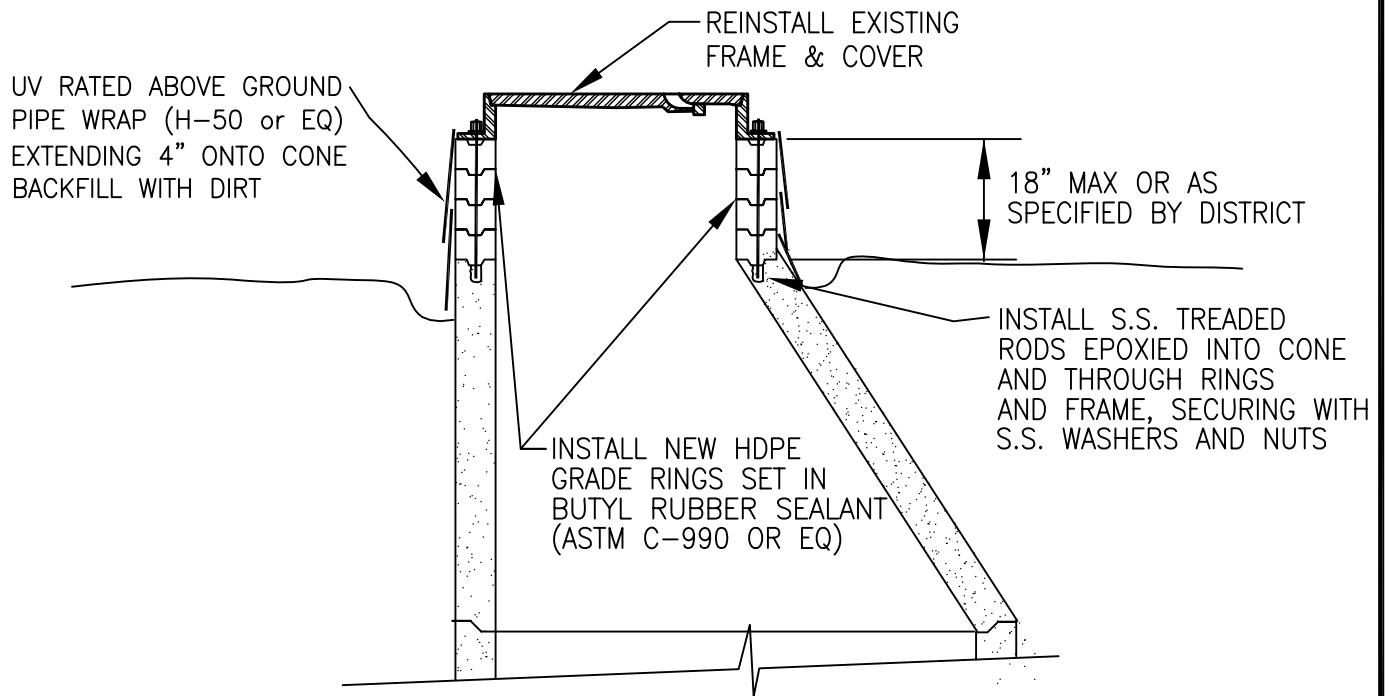 REINSTALL EXISTING
FRAME & COVER
UV RATED ABOVE GROUND
PIPE WRAP (H-50 or EQ)
EXTENDING 4" ONTO CONE
BACKFILL WITH DIRT
18" MAX OR AS
SPECIFIED BY DISTRICT
INSTALL S.S. TREADED
RODS EPOXIED INTO CONE
AND THROUGH RINGS
AND FRAME, SECURING WITH
S.S. WASHERS AND NUTS
INSTALL NEW HDPE
GRADE RINGS SET IN
BUTYL RUBBER SEALANT
(ASTM C-990 OR EQ)